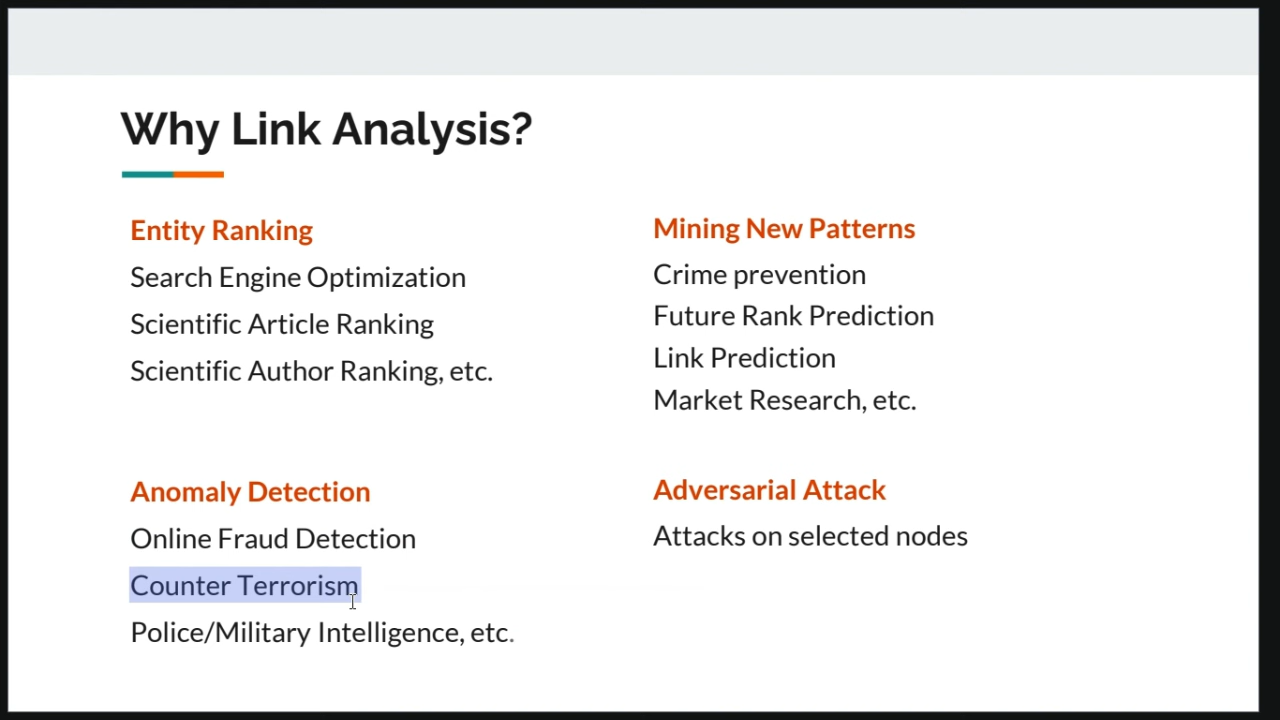 Why Link Analysis?
Entity Ranking
Search Engine Optimization
Scientific Article Ranking
Scientific Author Ranking, etc.
Mining New Patterns
Crime prevention
Future Rank Prediction
Link Prediction
Market Research, etc.
Anomaly Detection
Online Fraud Detection
Counter Terrorism
Police/Military Intelligence, etc.
Adversarial Attack
Attacks on selected nodes